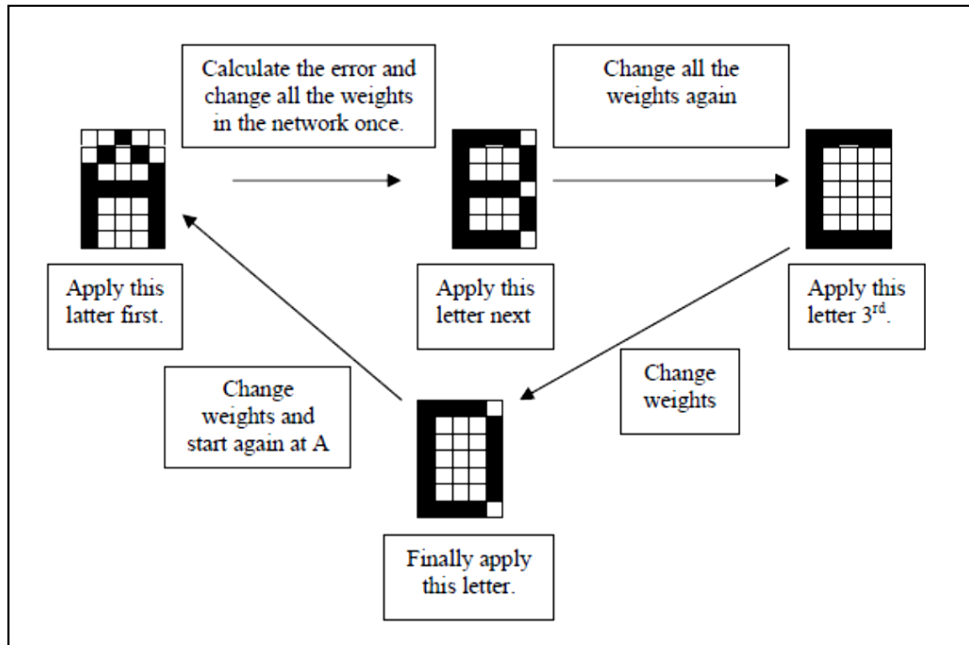 Calculate the error and
change all the weights
in the network once.
Change all the
weights again
Apply this
latter first.
Apply this
letter next
Apply this
letter 3rd.
Change
weights and
start again at A
Change
weights
Finally apply
this letter.